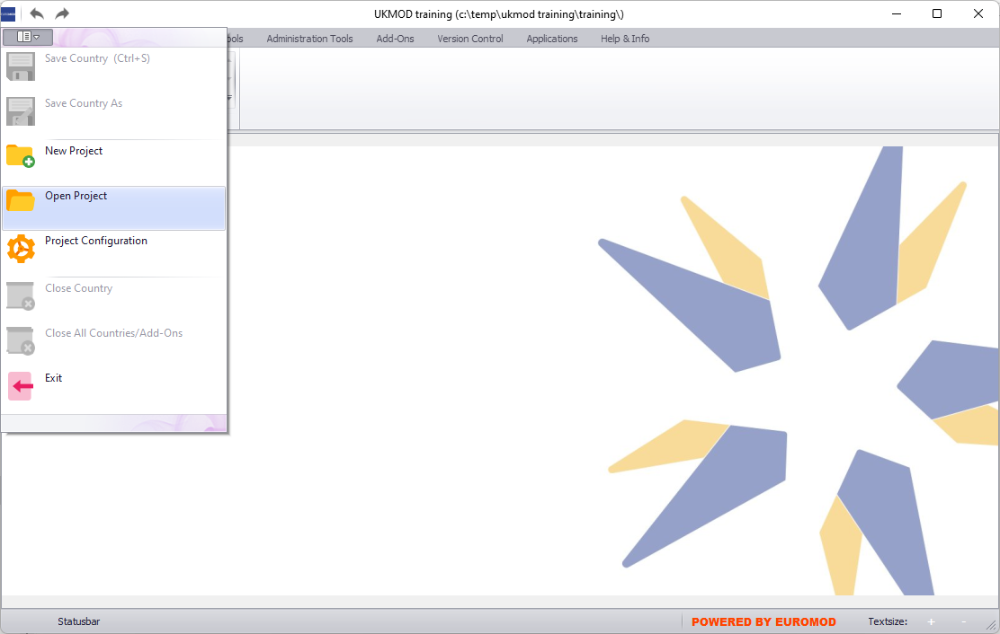 UKMOD training (c:\temp\ukmod training\training\)
Administration Tools Add-Ons Version Control Applications Help & Info
Save Country (Ctrl+S)
Save Country As
New Project
Open Project
Project Configuration
Close Country
Close All Countries/Add-Ons
Exit
Statusbar POWERED BY EUROMOD Textsize: + -